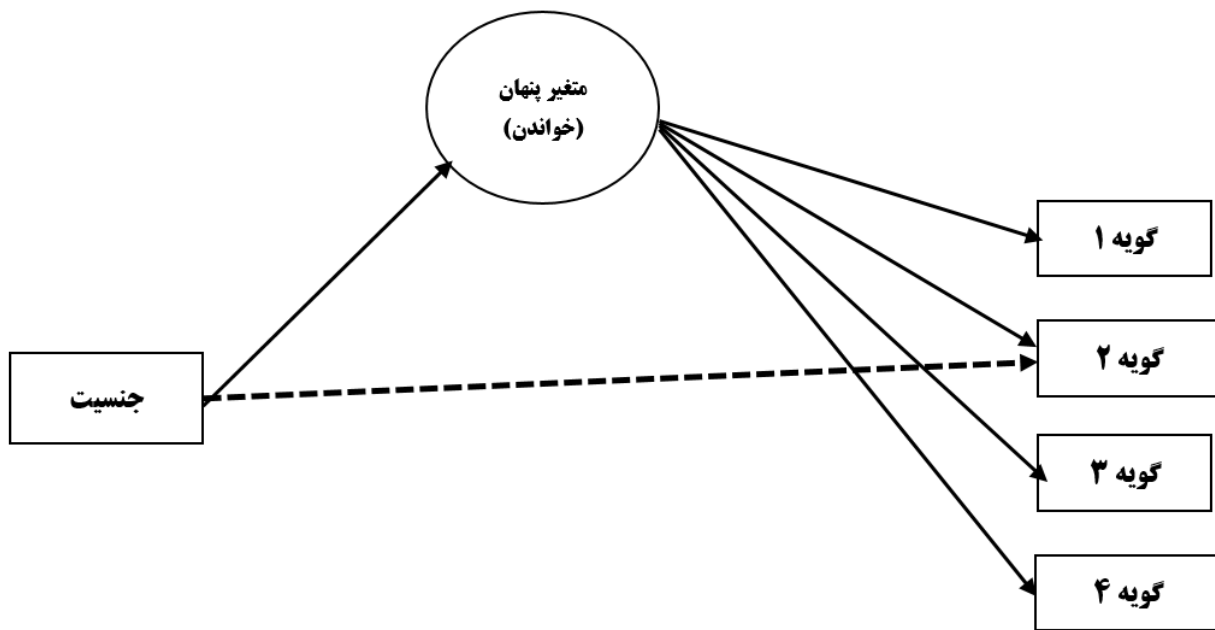 متغیر پنهان
(خواندن)
گویه ۱
گویه ۲
جنسیت
گویه ۳
گویه ۴